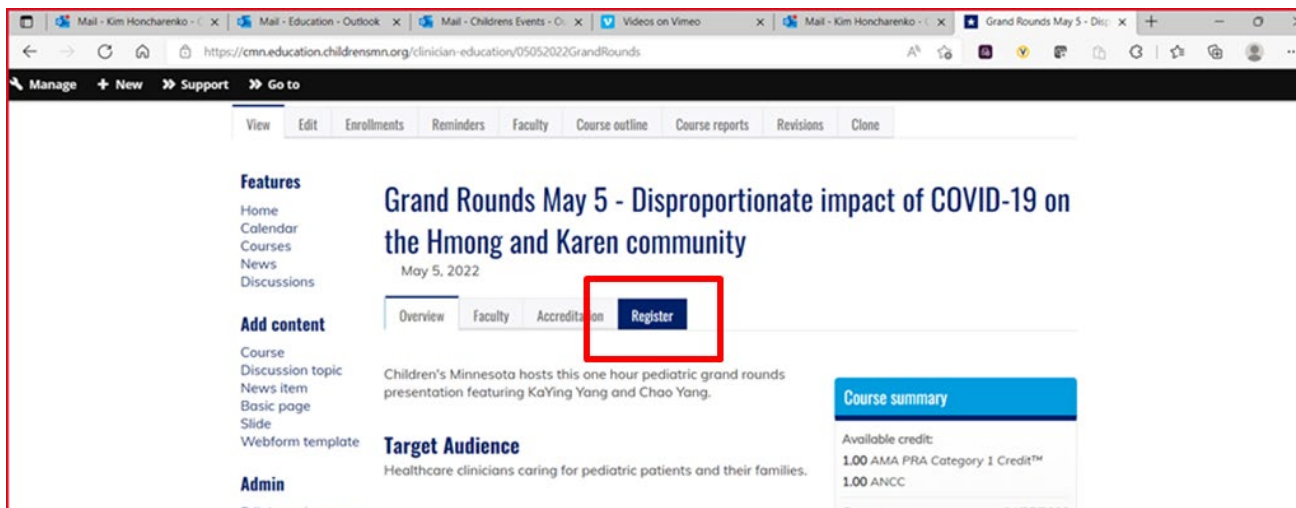 Mail - Kim Honcharenko - C
Mail - Education - Outlook
Mail - Childrens Events - O
Videos on Vimeo
Mail - Kim Honcharenko - (
Grand Rounds May 5 - Disp
https://cmn.education.childrensmn.org/clinician-education/05052022GrandRounds
Manage + New Support Go to
View Edit Enrollments Reminders Faculty Course outline Course reports Revisions Clone
Features
Home
Calendar
Courses
News
Discussions
Add content
Course
Discussion topic
News item
Basic page
Slide
Webform template
Admin
Grand Rounds May 5 - Disproportionate impact of COVID-19 on
the Hmong and Karen community
May 5, 2022
Overview Faculty Accreditation Register
Children's Minnesota hosts this one hour pediatric grand rounds
presentation featuring KaYing Yang and Chao Yang.
Target Audience
Healthcare clinicians caring for pediatric patients and their families.
Course summary
Available credit:
1.00 AMA PRA Category 1 Credit™
1.00 ANCC